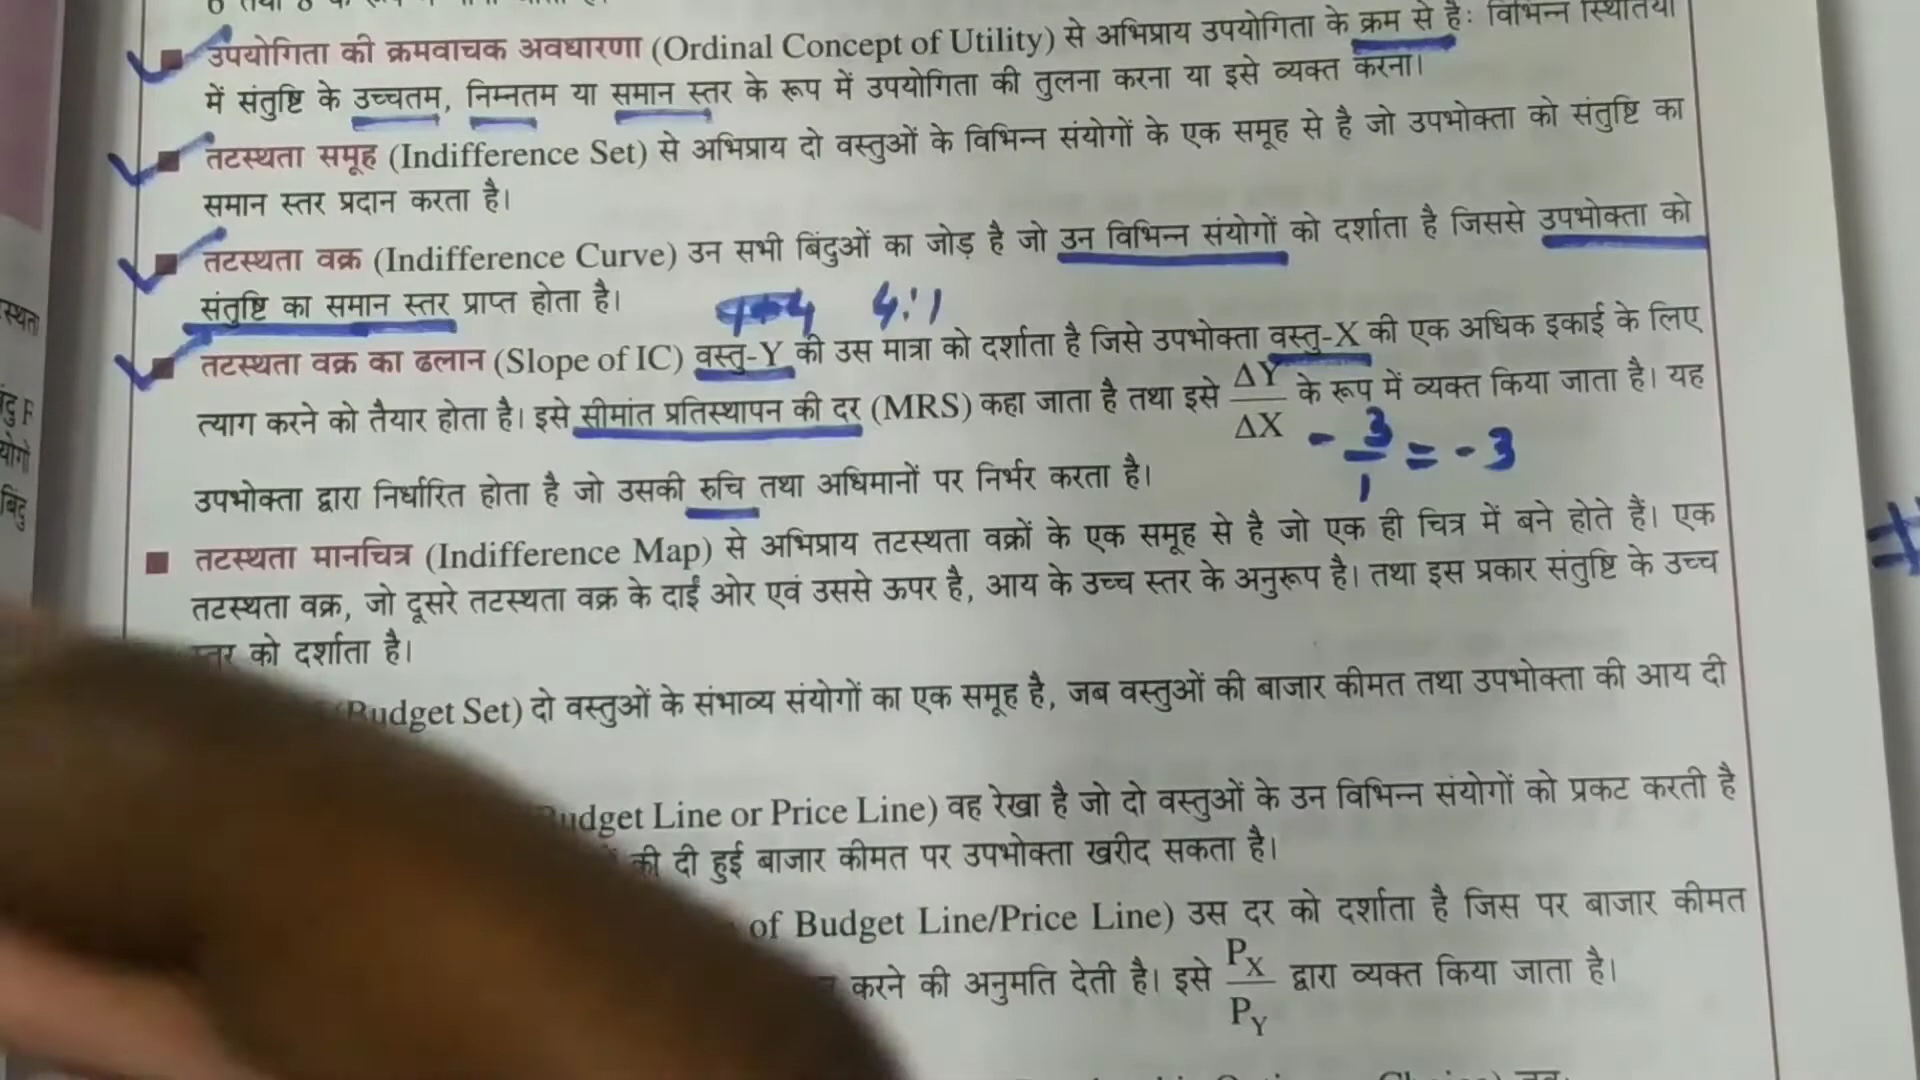 6 तथा 8 के रूप में
उपयोगिता की क्रमवाचक अवधारणा (Ordinal Concept of Utility) से अभिप्राय उपयोगिता के क्रम से है: विभिन्न स्थितियों
में संतुष्टि के उच्चतम, निम्नतम या समान स्तर के रूप में उपयोगिता की तुलना करना या इसे व्यक्त करना।
तटस्थता समूह (Indifference Set) से अभिप्राय दो वस्तुओं के विभिन्न संयोगों के एक समूह से है जो उपभोक्ता को संतुष्टि का
समान स्तर प्रदान करता है।
तटस्थता वक्र (Indifference Curve) उन सभी बिंदुओं का जोड़ है जो उन विभिन्न संयोगों को दर्शाता है जिससे उपभोक्ता को
संतुष्टि का समान स्तर प्राप्त होता है।
4:1
तटस्थता वक्र का ढलान (Slope of IC) वस्तु-Y की उस मात्रा को दर्शाता है जिसे उपभोक्ता वस्तु-X की एक अधिक इकाई के लिए
त्याग करने को तैयार होता है। इसे सीमांत प्रतिस्थापन की दर (MRS) कहा जाता है तथा इसे ΔY/ΔX के रूप में व्यक्त किया जाता है। यह
- 3/1 = -3
उपभोक्ता द्वारा निर्धारित होता है जो उसकी रुचि तथा अधिमानों पर निर्भर करता है।
तटस्थता मानचित्र (Indifference Map) से अभिप्राय तटस्थता वक्रों के एक समूह से है जो एक ही चित्र में बने होते हैं। एक
तटस्थता वक्र, जो दूसरे तटस्थता वक्र के दाईं ओर एवं उससे ऊपर है, आय के उच्च स्तर के अनुरूप है। तथा इस प्रकार संतुष्टि के उच्च
स्तर को दर्शाता है।
(Budget Set) दो वस्तुओं के संभाव्य संयोगों का एक समूह है, जब वस्तुओं की बाजार कीमत तथा उपभोक्ता की आय दी
Budget Line or Price Line) वह रेखा है जो दो वस्तुओं के उन विभिन्न संयोगों को प्रकट करती है
की दी हुई बाजार कीमत पर उपभोक्ता खरीद सकता है।
of Budget Line/Price Line) उस दर को दर्शाता है जिस पर बाजार कीमत
करने की अनुमति देती है। इसे P_X/P_Y द्वारा व्यक्त किया जाता है।